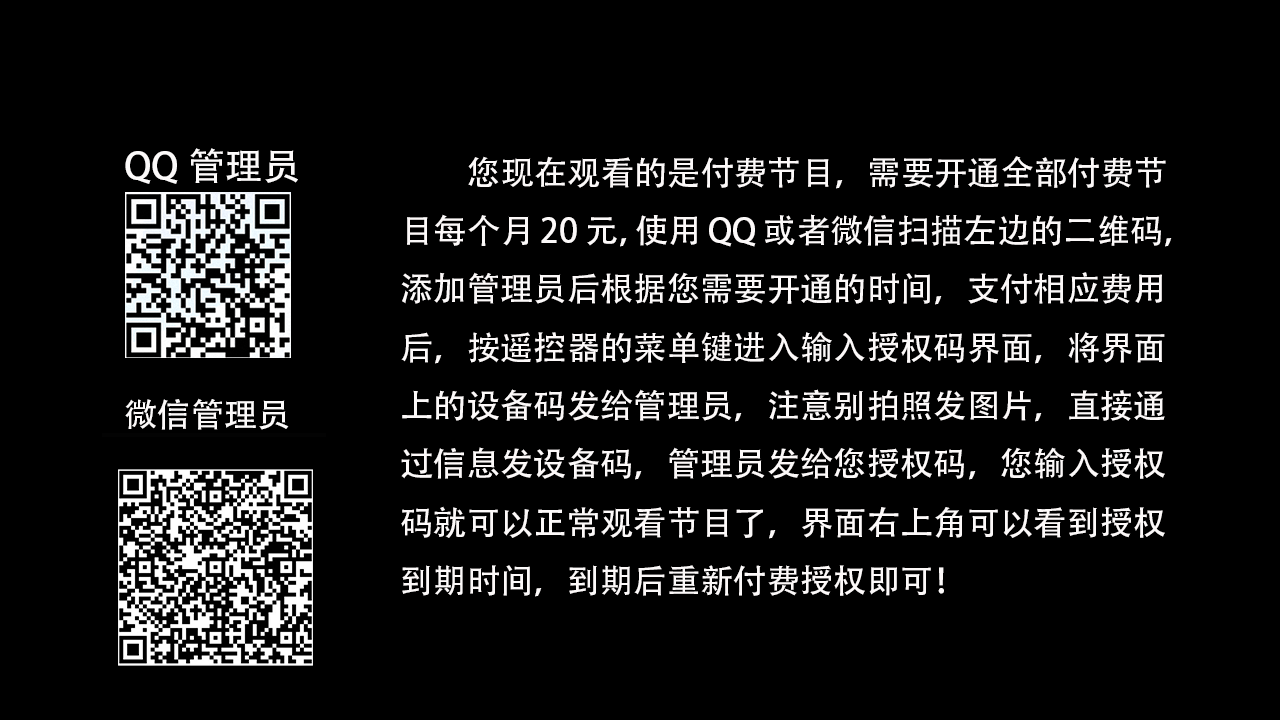 QQ 管理员
微信管理员
您现在观看的是付费节目，需要开通全部付费节
目每个月 20 元, 使用 QQ 或者微信扫描左边的二维码,
添加管理员后根据您需要开通的时间，支付相应费用
后，按遥控器的菜单键进入输入授权码界面，将界面
上的设备码发给管理员，注意别拍照发图片，直接通
过信息发设备码，管理员发给您授权码，您输入授权
码就可以正常观看节目了，界面右上角可以看到授权
到期时间，到期后重新付费授权即可！